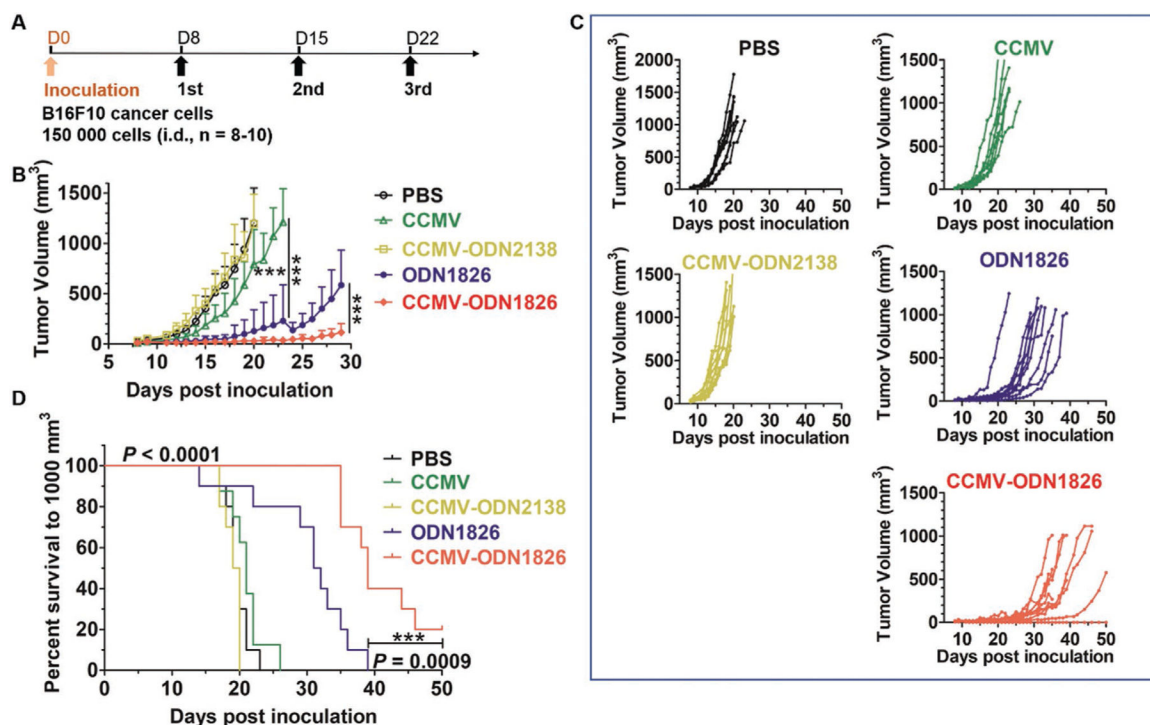 A
D0 D8 D15 D22
Inoculation 1st 2nd 3rd
B16F10 cancer cells
150 000 cells (i.d., n = 8-10)
B
Tumor Volume (mm³)
1500
1000
500
0
5 10 15 20 25 30
Days post inoculation
***
***
***
PBS
CCMV
CCMV-ODN2138
ODN1826
CCMV-ODN1826
C
PBS
Tumor Volume (mm³)
2000
1500
1000
500
0
10 20 30 40 50
Days post inoculation
CCMV
Tumor Volume (mm³)
1500
1000
500
0
10 20 30 40 50
Days post inoculation
CCMV-ODN2138
Tumor Volume (mm³)
1500
1000
500
0
10 20 30 40 50
Days post inoculation
ODN1826
Tumor Volume (mm³)
1500
1000
500
0
10 20 30 40 50
Days post inoculation
CCMV-ODN1826
Tumor Volume (mm³)
1500
1000
500
0
10 20 30 40 50
Days post inoculation
D
Percent survival to 1000 mm³
100
80
60
40
20
0
0 10 20 30 40 50
Days post inoculation
P < 0.0001
PBS
CCMV
CCMV-ODN2138
ODN1826
CCMV-ODN1826
***
P = 0.0009